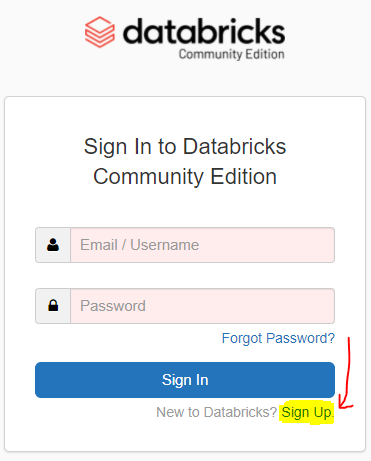 databricks
Community Edition
Sign In to Databricks
Community Edition
Email / Username
Password
Forgot Password?
Sign In
New to Databricks? Sign Up.